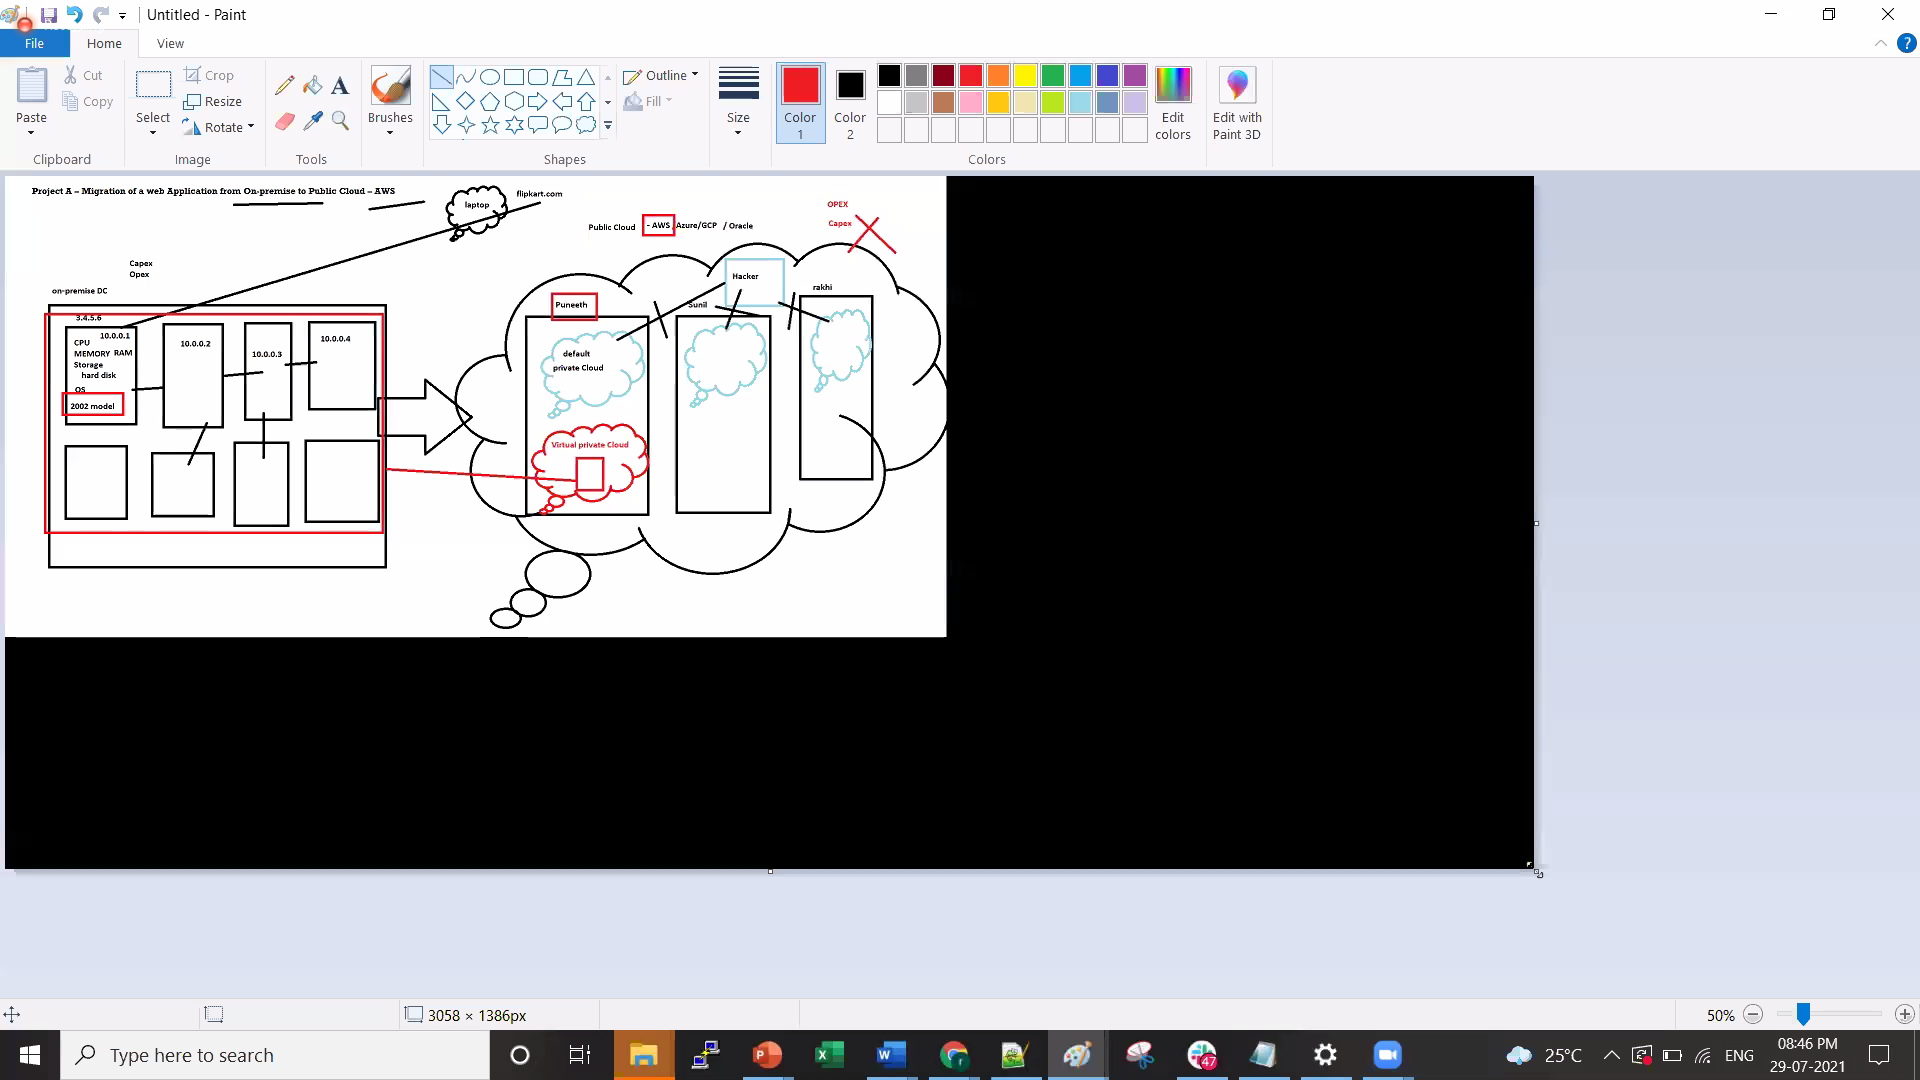 Untitled - Paint
File Home View
Paste
Cut
Copy
Clipboard
Select
Crop
Resize
Rotate
Image
A
Tools
Brushes
Outline
Fill
Shapes
Size
Color 1
Color 2
Edit colors
Edit with Paint 3D
Colors
Project A – Migration of a web Application from On-premise to Public Cloud – AWS
laptop
flipkart.com
Public Cloud - AWS Azure/GCP / Oracle
OPEX
Capex
Capex
Opex
on-premise DC
3.4.5.6
10.0.0.1
CPU
MEMORY RAM
Storage
hard disk
OS
2002 model
10.0.0.2
10.0.0.3
10.0.0.4
Puneeth
default
private Cloud
Virtual private Cloud
Sunil
Hacker
rakhi
3058 × 1386px
50%
Type here to search
47
25°C
ENG
08:46 PM
29-07-2021